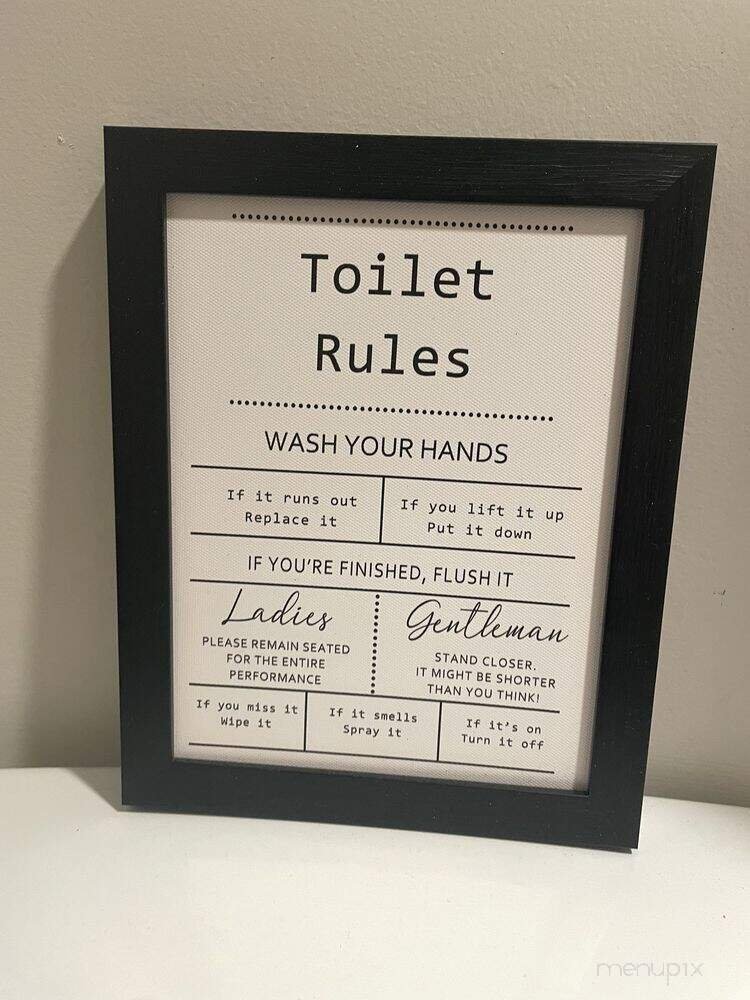 Toilet
Rules
WASH YOUR HANDS
If it runs out
Replace it
If you lift it up
Put it down
IF YOU'RE FINISHED, FLUSH IT
Ladies
PLEASE REMAIN SEATED
FOR THE ENTIRE
PERFORMANCE
Gentleman
STAND CLOSER.
IT MIGHT BE SHORTER
THAN YOU THINK!
If you miss it
Wipe it
If it smells
Spray it
If it's on
Turn it off
menupix